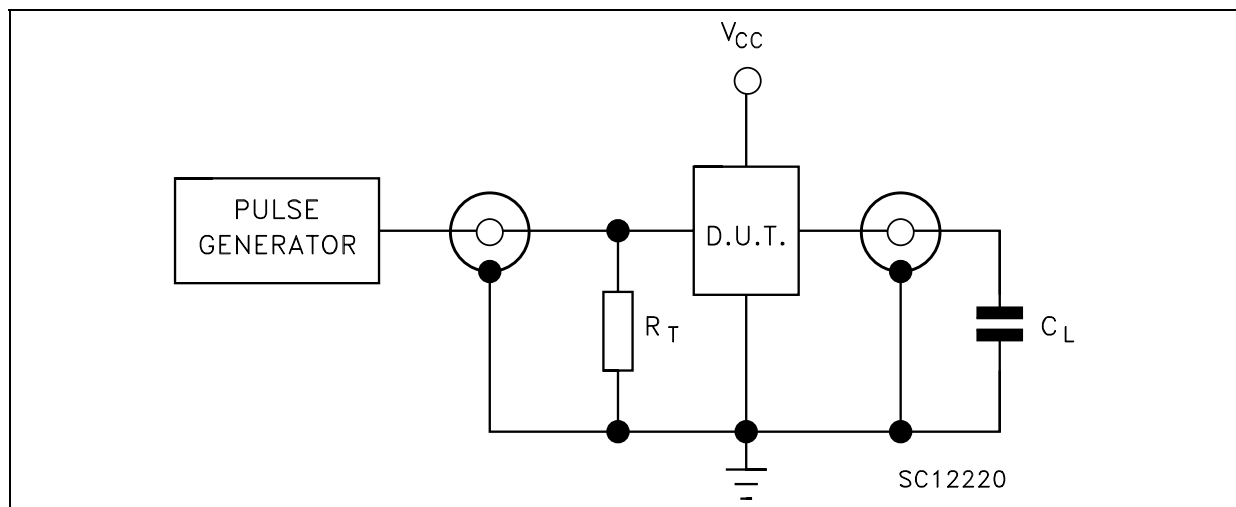 VCC
PULSE
GENERATOR
D.U.T.
RT
CL
SC12220